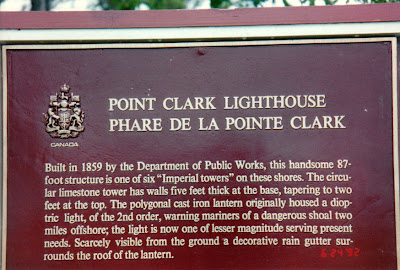 CANADA
POINT CLARK LIGHTHOUSE
PHARE DE LA POINTE CLARK
Built in 1859 by the Department of Public Works, this handsome 87-
foot structure is one of six “Imperial towers” on these shores. The circu-
lar limestone tower has walls five feet thick at the base, tapering to two
feet at the top. The polygonal cast iron lantern originally housed a diop-
tric light, of the 2nd order, warning mariners of a dangerous shoal two
miles offshore; the light is now one of lesser magnitude serving present
needs. Scarcely visible from the ground a decorative rain gutter sur-
rounds the roof of the lantern.
6 24 92